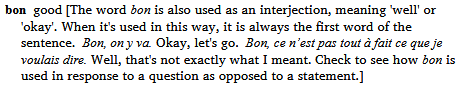 bon good [The word bon is also used as an interjection, meaning 'well' or
'okay'. When it's used in this way, it is always the first word of the
sentence. Bon, on y va. Okay, let's go. Bon, ce n'est pas tout à fait ce que je
voulais dire. Well, that's not exactly what I meant. Check to see how bon is
used in response to a question as opposed to a statement.]